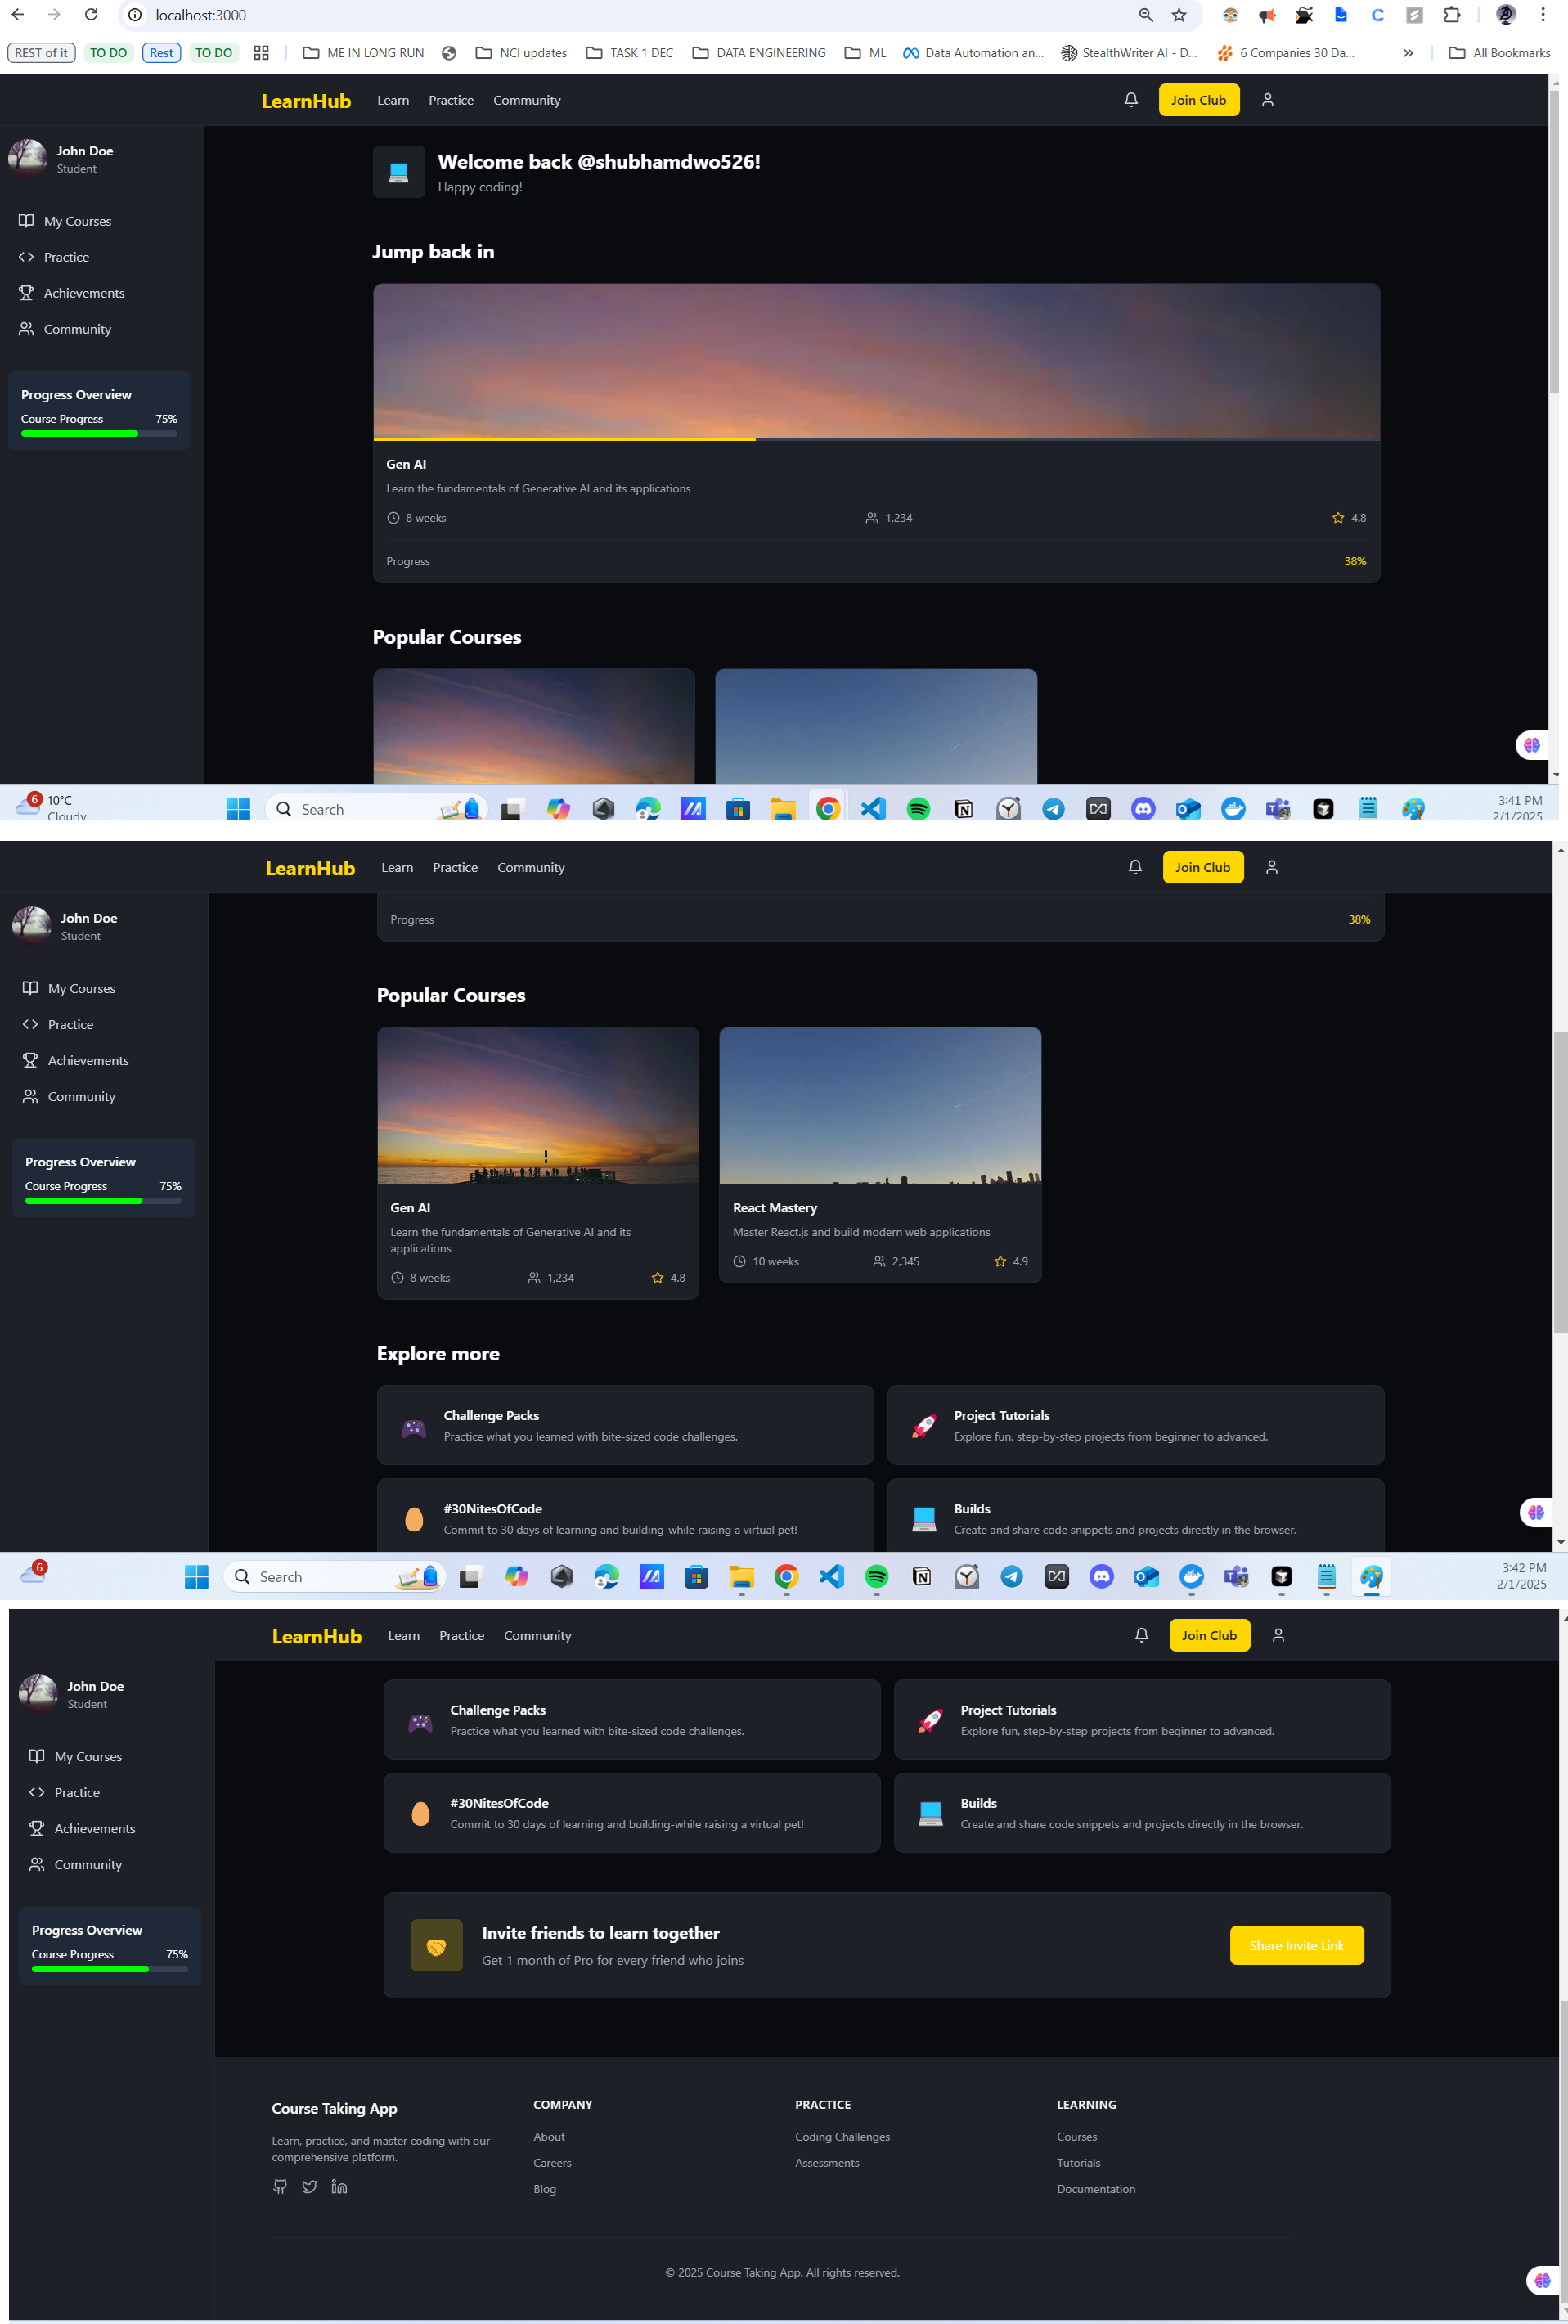 localhost:3000
REST of it TO DO Rest TO DO ME IN LONG RUN NCI updates TASK 1 DEC DATA ENGINEERING ML Data Automation an... StealthWriter AI - D... 6 Companies 30 Da... » All Bookmarks
LearnHub Learn Practice Community Join Club
John Doe
Student
My Courses
Practice
Achievements
Community
Progress Overview
Course Progress 75%
Welcome back @shubhamdwo526!
Happy coding!
Jump back in
Gen AI
Learn the fundamentals of Generative AI and its applications
8 weeks 1,234 4.8
Progress 38%
Popular Courses
6
10°C
Cloudy
Search
3:41 PM
2/1/2025
LearnHub Learn Practice Community Join Club
John Doe
Student
My Courses
Practice
Achievements
Community
Progress Overview
Course Progress 75%
Progress 38%
Popular Courses
Gen AI
Learn the fundamentals of Generative AI and its
applications
8 weeks 1,234 4.8
React Mastery
Master React.js and build modern web applications
10 weeks 2,345 4.9
Explore more
Challenge Packs
Practice what you learned with bite-sized code challenges.
Project Tutorials
Explore fun, step-by-step projects from beginner to advanced.
#30NitesOfCode
Commit to 30 days of learning and building-while raising a virtual pet!
Builds
Create and share code snippets and projects directly in the browser.
6
Search
3:42 PM
2/1/2025
LearnHub Learn Practice Community Join Club
John Doe
Student
My Courses
Practice
Achievements
Community
Progress Overview
Course Progress 75%
Challenge Packs
Practice what you learned with bite-sized code challenges.
Project Tutorials
Explore fun, step-by-step projects from beginner to advanced.
#30NitesOfCode
Commit to 30 days of learning and building-while raising a virtual pet!
Builds
Create and share code snippets and projects directly in the browser.
Invite friends to learn together
Get 1 month of Pro for every friend who joins
Share Invite Link
Course Taking App
Learn, practice, and master coding with our
comprehensive platform.
COMPANY
About
Careers
Blog
PRACTICE
Coding Challenges
Assessments
LEARNING
Courses
Tutorials
Documentation
© 2025 Course Taking App. All rights reserved.